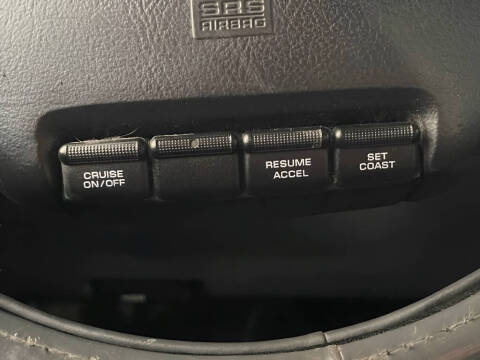 SRS
AIRBAG
CRUISE
ON/OFF
RESUME
ACCEL
SET
COAST